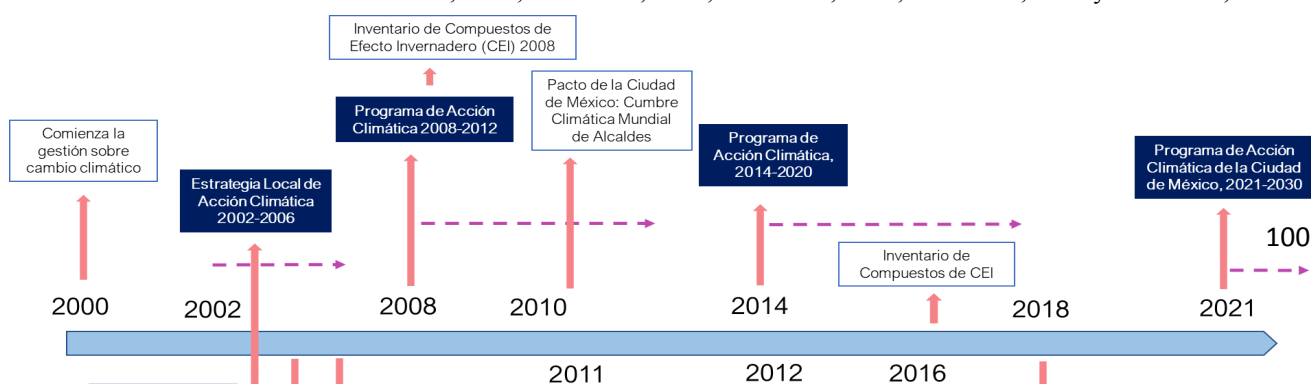 Inventario de Compuestos de
Efecto Invernadero (CEI) 2008
Comienza la
gestión sobre
cambio climático
Estrategia Local de
Acción Climática
2002-2006
Programa de Acción
Climática 2008-2012
Pacto de la Ciudad
de México: Cumbre
Climática Mundial
de Alcaldes
Programa de
Acción Climática,
2014-2020
Inventario de
Compuestos de CEI
Programa de Acción
Climática de la Ciudad
de México, 2021-2030
100
2000
2002
2008
2010
2014
2018
2021
2011
2012
2016